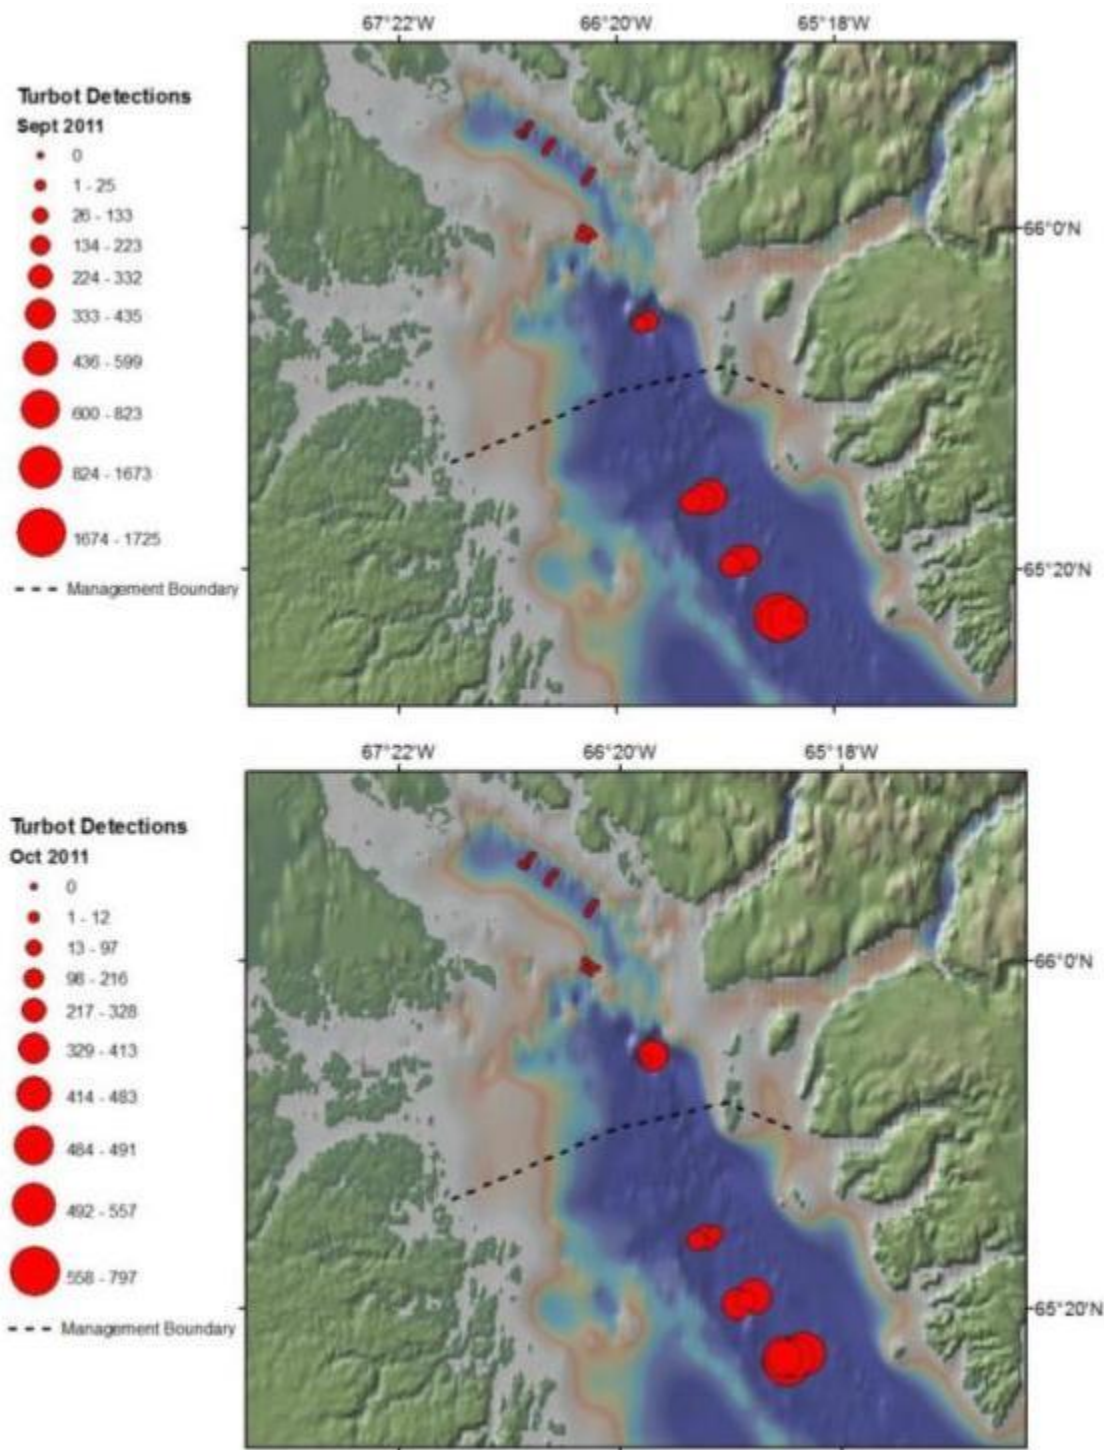 67°22'W 66°20'W 65°18'W
Turbot Detections
Sept 2011
0
1 - 25
26 - 133
134 - 223
224 - 332
333 - 435
436 - 599
600 - 823
824 - 1673
1674 - 1725
Management Boundary
66°0'N
65°20'N
67°22'W 66°20'W 65°18'W
Turbot Detections
Oct 2011
0
1 - 12
13 - 97
98 - 216
217 - 328
329 - 413
414 - 483
484 - 491
492 - 557
558 - 797
Management Boundary
66°0'N
65°20'N